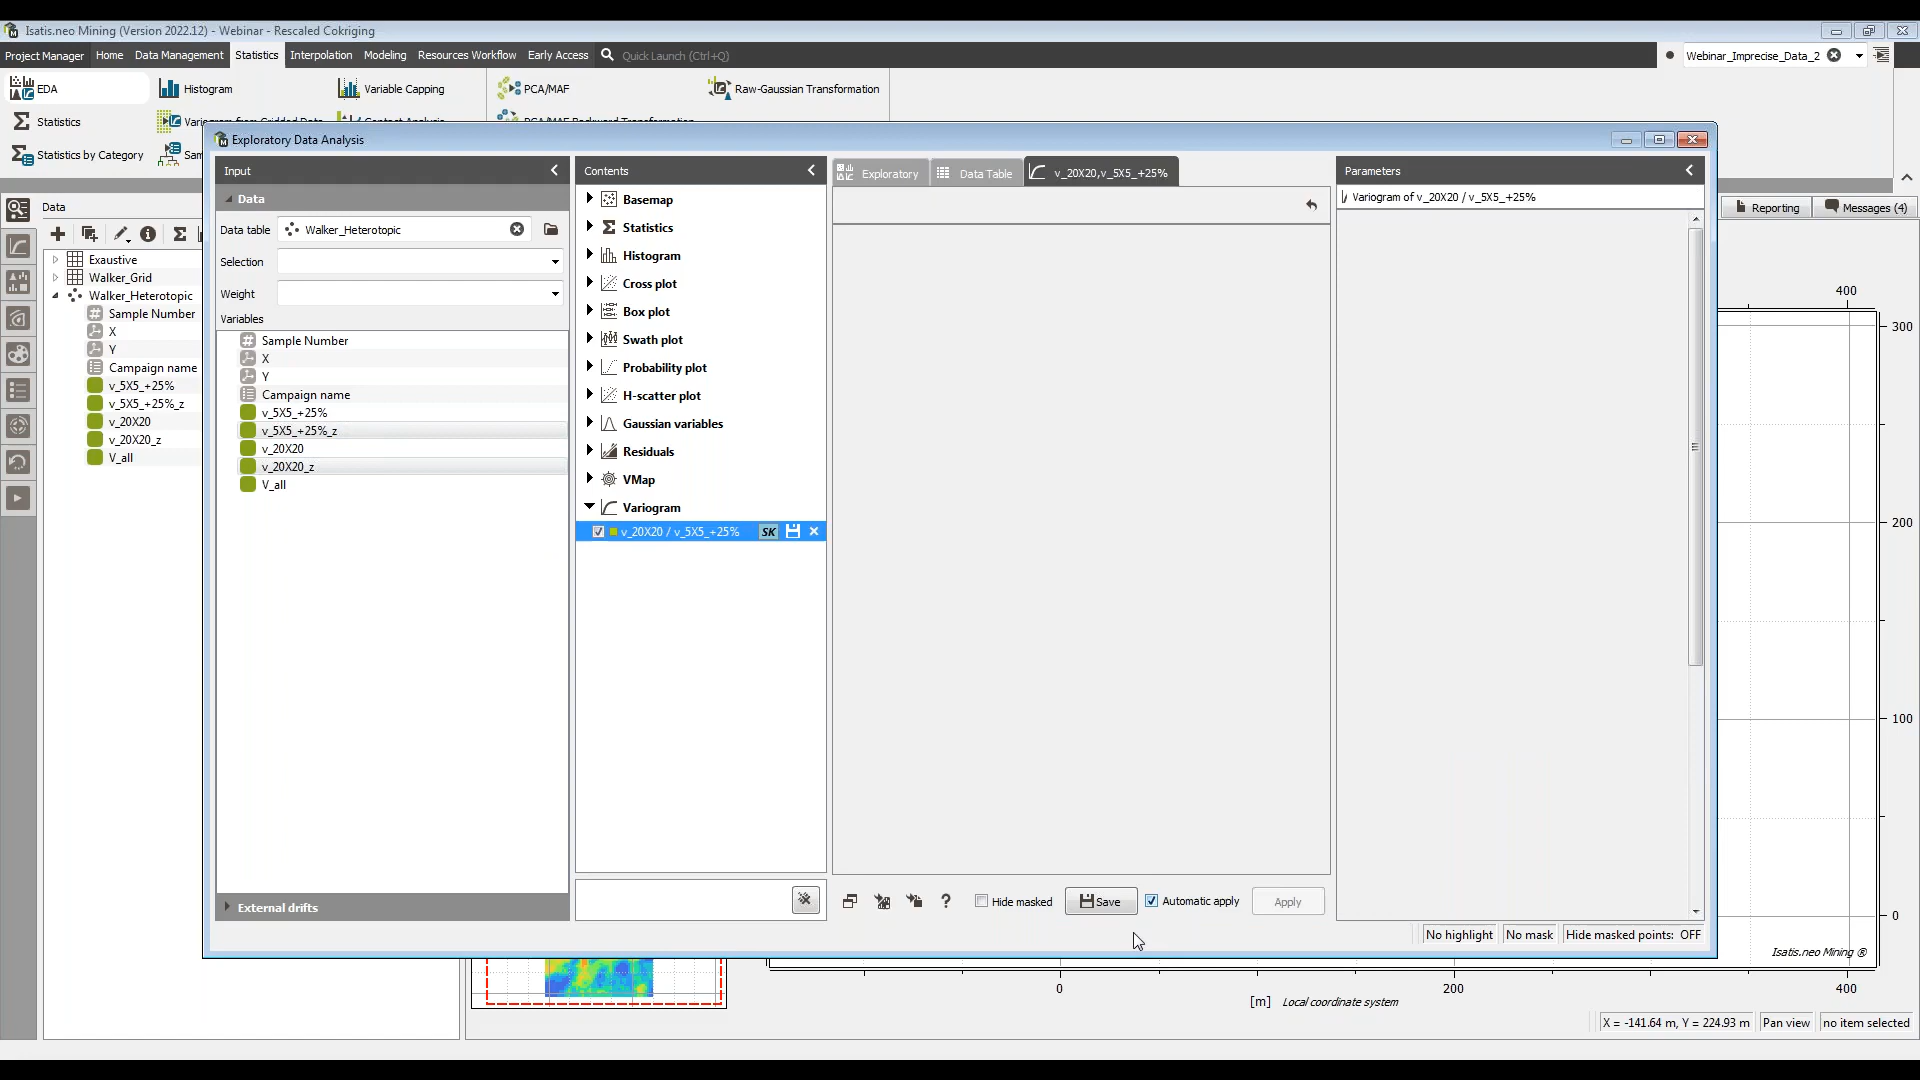 Isatis.neo Mining (Version 2022.12) - Webinar - Rescaled Cokriging
Project Manager Home Data Management Statistics Interpolation Modeling Resources Workflow Early Access Quick Launch (Ctrl+Q) Webinar_Imprecise_Data_2
EDA Histogram Variable Capping PCA/MAF Raw-Gaussian Transformation
Statistics
Statistics by Category
Exploratory Data Analysis
Data
Reporting Messages (4)
Exaustive
Walker_Grid
Walker_Heterotopic
Sample Number
X
Y
Campaign name
v_5X5_+25%
v_5X5_+25%_z
v_20X20
v_20X20_z
V_all
Input
Data
Data table Walker_Heterotopic
Selection
Weight
Variables
Sample Number
X
Y
Campaign name
v_5X5_+25%
v_5X5_+25%_z
v_20X20
v_20X20_z
V_all
External drifts
Contents
Basemap
Statistics
Histogram
Cross plot
Box plot
Swath plot
Probability plot
H-scatter plot
Gaussian variables
Residuals
VMap
Variogram
v_20X20 / v_5X5_+25% SK
Exploratory Data Table v_20X20,v_5X5_+25%
Parameters
Variogram of v_20X20 / v_5X5_+25%
? Hide masked Save Automatic apply Apply
No highlight No mask Hide masked points: OFF
400
300
200
100
0
Isatis.neo Mining ®
0 200 400
[m] Local coordinate system
X = -141.64 m, Y = 224.93 m Pan view no item selected